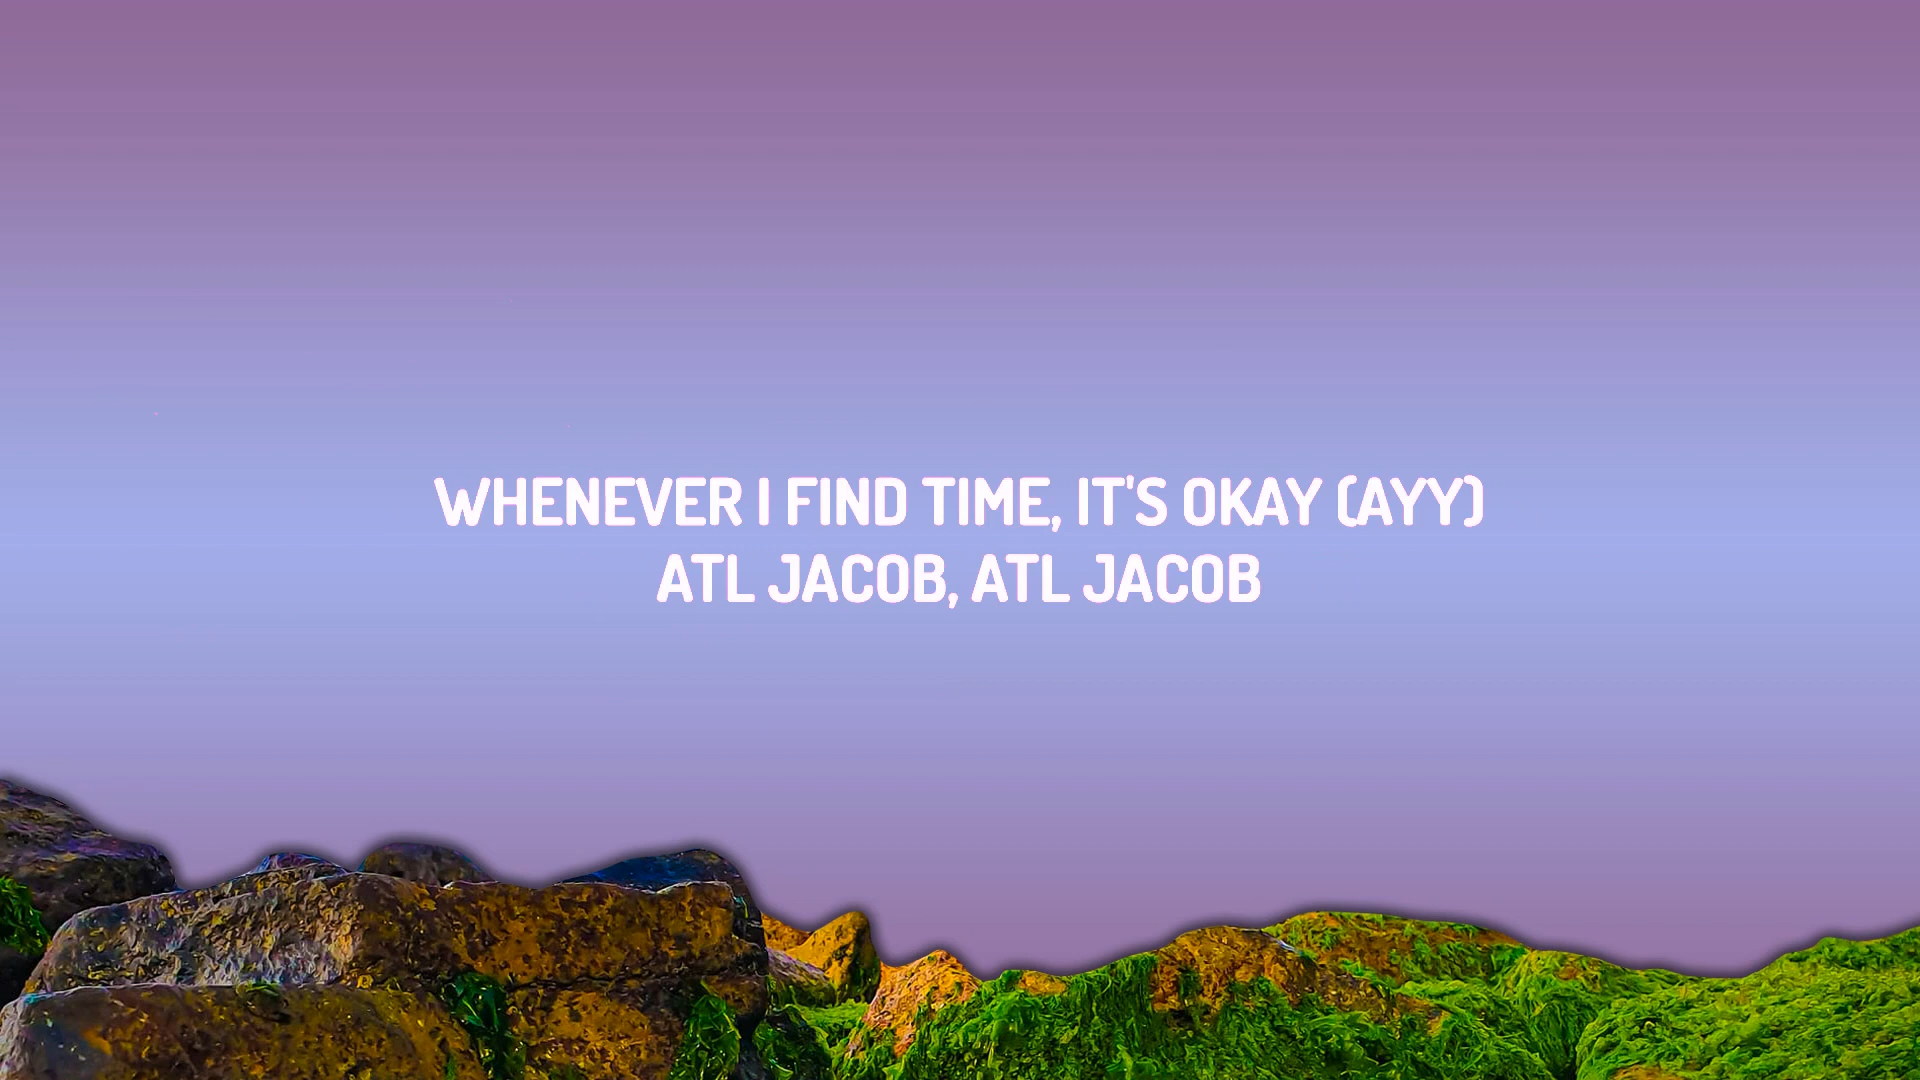 WHENEVER I FIND TIME, IT'S OKAY (AYY)
ATL JACOB, ATL JACOB